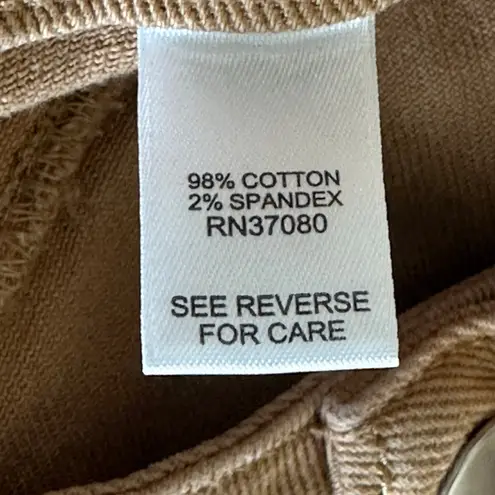 98% COTTON
2% SPANDEX
RN37080
SEE REVERSE
FOR CARE